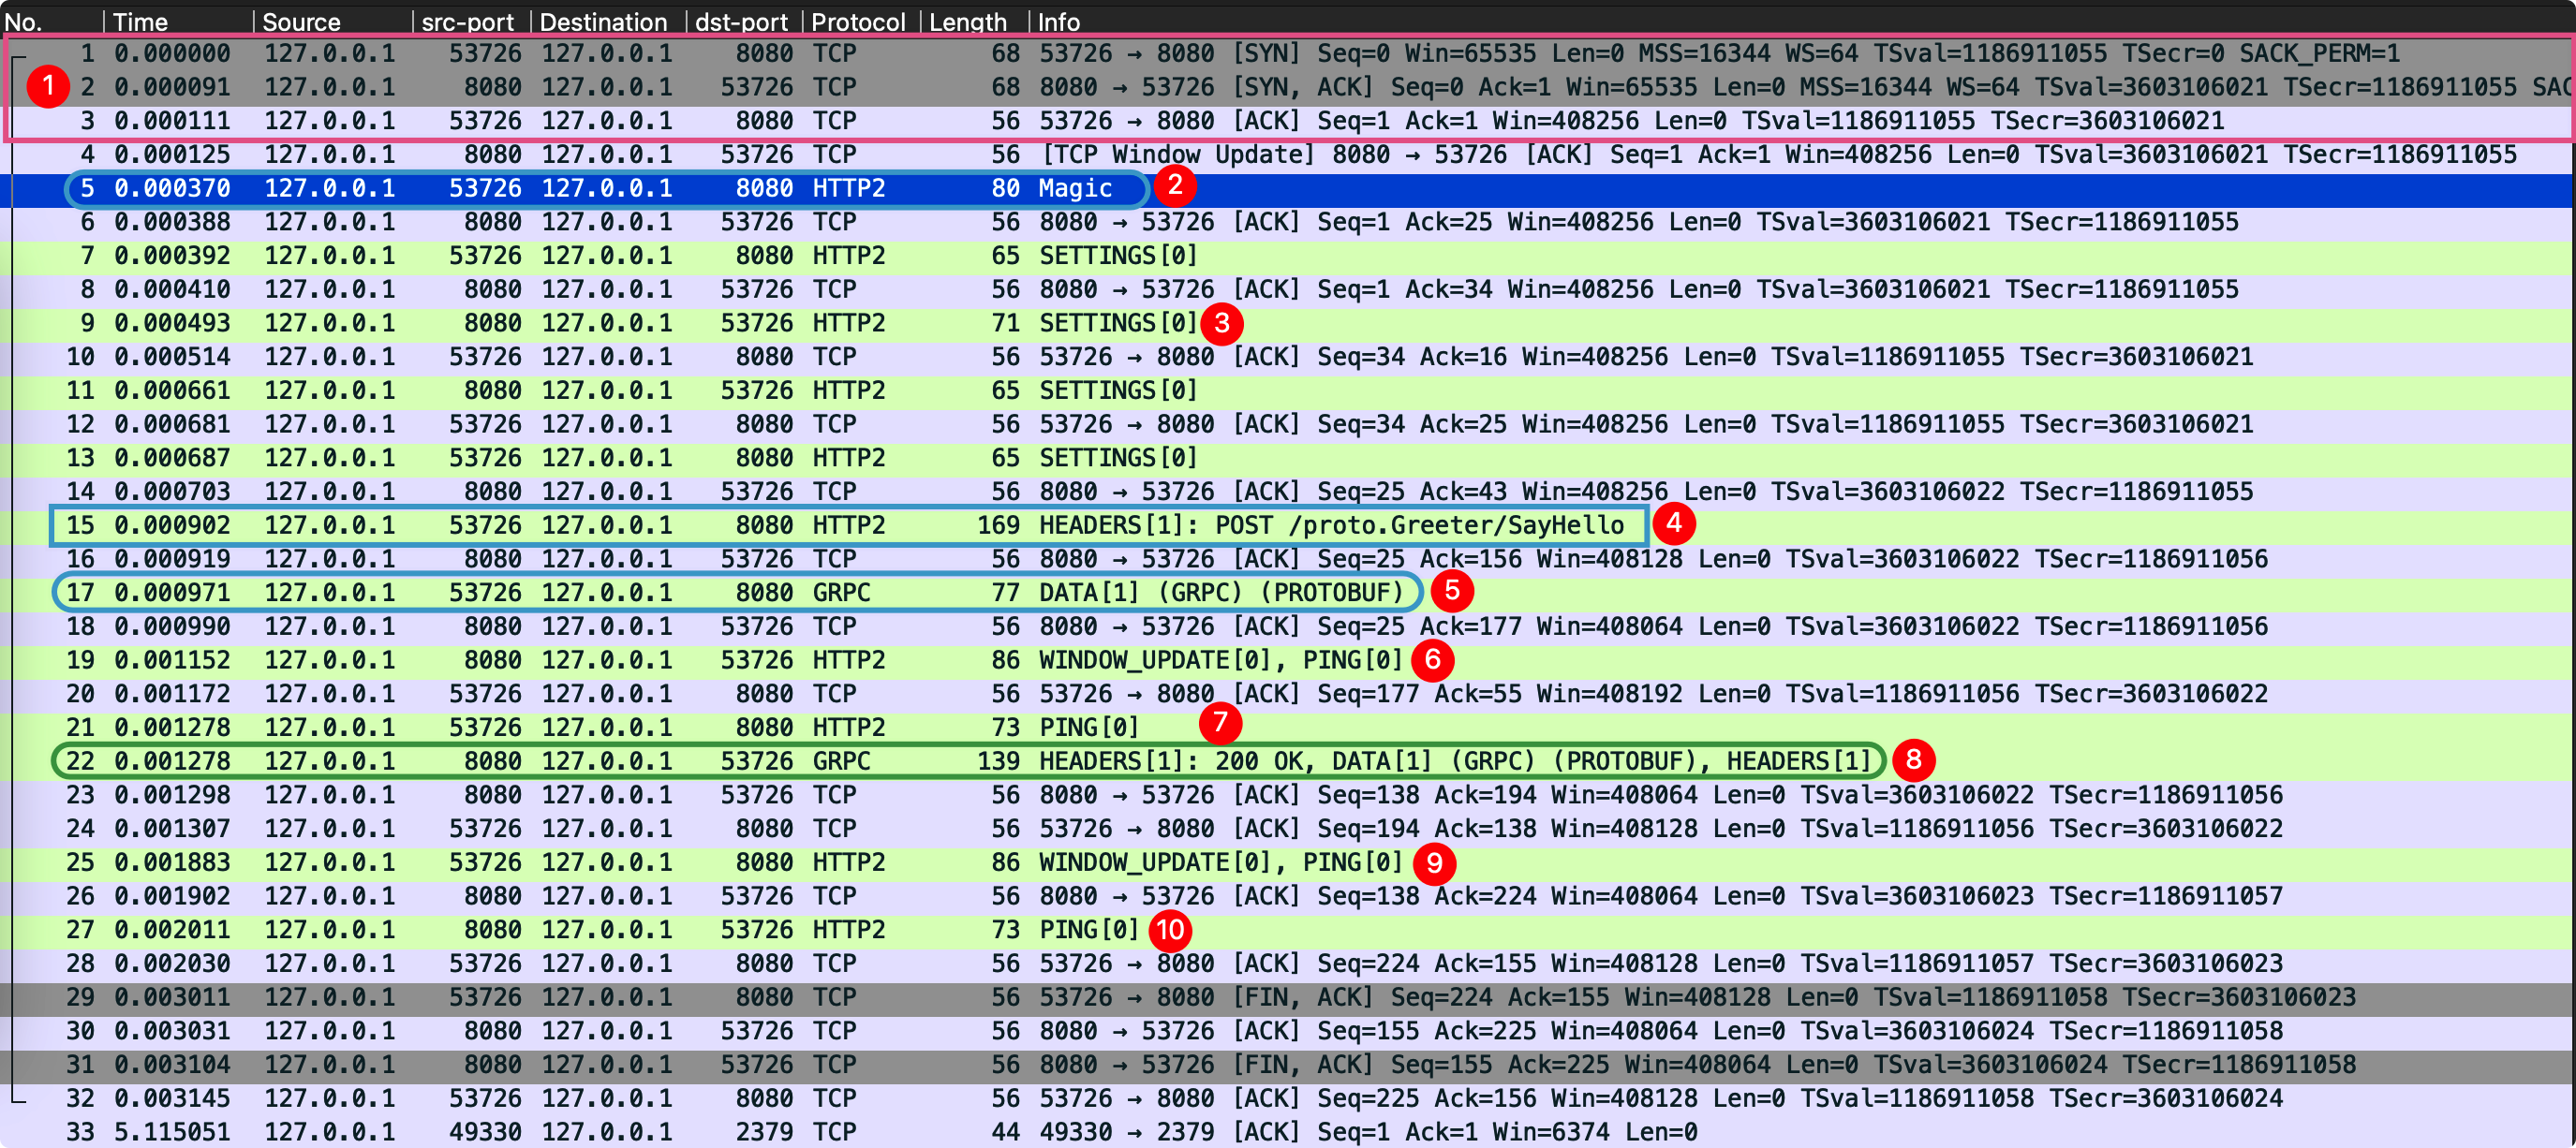 No. Time Source src-port Destination dst-port Protocol Length Info
1 0.000000 127.0.0.1 53726 127.0.0.1 8080 TCP 68 53726 → 8080 [SYN] Seq=0 Win=65535 Len=0 MSS=16344 WS=64 TSval=1186911055 TSecr=0 SACK_PERM=1
1 2 0.000091 127.0.0.1 8080 127.0.0.1 53726 TCP 68 8080 → 53726 [SYN, ACK] Seq=0 Ack=1 Win=65535 Len=0 MSS=16344 WS=64 TSval=3603106021 TSecr=1186911055 SAC
3 0.000111 127.0.0.1 53726 127.0.0.1 8080 TCP 56 53726 → 8080 [ACK] Seq=1 Ack=1 Win=408256 Len=0 TSval=1186911055 TSecr=3603106021
4 0.000125 127.0.0.1 8080 127.0.0.1 53726 TCP 56 [TCP Window Update] 8080 → 53726 [ACK] Seq=1 Ack=1 Win=408256 Len=0 TSval=3603106021 TSecr=1186911055
5 0.000370 127.0.0.1 53726 127.0.0.1 8080 HTTP2 80 Magic 2
6 0.000388 127.0.0.1 8080 127.0.0.1 53726 TCP 56 8080 → 53726 [ACK] Seq=1 Ack=25 Win=408256 Len=0 TSval=3603106021 TSecr=1186911055
7 0.000392 127.0.0.1 53726 127.0.0.1 8080 HTTP2 65 SETTINGS[0]
8 0.000410 127.0.0.1 8080 127.0.0.1 53726 TCP 56 8080 → 53726 [ACK] Seq=1 Ack=34 Win=408256 Len=0 TSval=3603106021 TSecr=1186911055
9 0.000493 127.0.0.1 8080 127.0.0.1 53726 HTTP2 71 SETTINGS[0] 3
10 0.000514 127.0.0.1 53726 127.0.0.1 8080 TCP 56 53726 → 8080 [ACK] Seq=34 Ack=16 Win=408256 Len=0 TSval=1186911055 TSecr=3603106021
11 0.000661 127.0.0.1 8080 127.0.0.1 53726 HTTP2 65 SETTINGS[0]
12 0.000681 127.0.0.1 53726 127.0.0.1 8080 TCP 56 53726 → 8080 [ACK] Seq=34 Ack=25 Win=408256 Len=0 TSval=1186911055 TSecr=3603106021
13 0.000687 127.0.0.1 53726 127.0.0.1 8080 HTTP2 65 SETTINGS[0]
14 0.000703 127.0.0.1 8080 127.0.0.1 53726 TCP 56 8080 → 53726 [ACK] Seq=25 Ack=43 Win=408256 Len=0 TSval=3603106022 TSecr=1186911055
15 0.000902 127.0.0.1 53726 127.0.0.1 8080 HTTP2 169 HEADERS[1]: POST /proto.Greeter/SayHello 4
16 0.000919 127.0.0.1 8080 127.0.0.1 53726 TCP 56 8080 → 53726 [ACK] Seq=25 Ack=156 Win=408128 Len=0 TSval=3603106022 TSecr=1186911056
17 0.000971 127.0.0.1 53726 127.0.0.1 8080 GRPC 77 DATA[1] (GRPC) (PROTOBUF) 5
18 0.000990 127.0.0.1 8080 127.0.0.1 53726 TCP 56 8080 → 53726 [ACK] Seq=25 Ack=177 Win=408064 Len=0 TSval=3603106022 TSecr=1186911056
19 0.001152 127.0.0.1 8080 127.0.0.1 53726 HTTP2 86 WINDOW_UPDATE[0], PING[0] 6
20 0.001172 127.0.0.1 53726 127.0.0.1 8080 TCP 56 53726 → 8080 [ACK] Seq=177 Ack=55 Win=408192 Len=0 TSval=1186911056 TSecr=3603106022
21 0.001278 127.0.0.1 53726 127.0.0.1 8080 HTTP2 73 PING[0] 7
22 0.001278 127.0.0.1 8080 127.0.0.1 53726 GRPC 139 HEADERS[1]: 200 OK, DATA[1] (GRPC) (PROTOBUF), HEADERS[1] 8
23 0.001298 127.0.0.1 8080 127.0.0.1 53726 TCP 56 8080 → 53726 [ACK] Seq=138 Ack=194 Win=408064 Len=0 TSval=3603106022 TSecr=1186911056
24 0.001307 127.0.0.1 53726 127.0.0.1 8080 TCP 56 53726 → 8080 [ACK] Seq=194 Ack=138 Win=408128 Len=0 TSval=1186911056 TSecr=3603106022
25 0.001883 127.0.0.1 53726 127.0.0.1 8080 HTTP2 86 WINDOW_UPDATE[0], PING[0] 9
26 0.001902 127.0.0.1 8080 127.0.0.1 53726 TCP 56 8080 → 53726 [ACK] Seq=138 Ack=224 Win=408064 Len=0 TSval=3603106023 TSecr=1186911057
27 0.002011 127.0.0.1 8080 127.0.0.1 53726 HTTP2 73 PING[0] 10
28 0.002030 127.0.0.1 53726 127.0.0.1 8080 TCP 56 53726 → 8080 [ACK] Seq=224 Ack=155 Win=408128 Len=0 TSval=1186911057 TSecr=3603106023
29 0.003011 127.0.0.1 53726 127.0.0.1 8080 TCP 56 53726 → 8080 [FIN, ACK] Seq=224 Ack=155 Win=408128 Len=0 TSval=1186911058 TSecr=3603106023
30 0.003031 127.0.0.1 8080 127.0.0.1 53726 TCP 56 8080 → 53726 [ACK] Seq=155 Ack=225 Win=408064 Len=0 TSval=3603106024 TSecr=1186911058
31 0.003104 127.0.0.1 8080 127.0.0.1 53726 TCP 56 8080 → 53726 [FIN, ACK] Seq=155 Ack=225 Win=408064 Len=0 TSval=3603106024 TSecr=1186911058
32 0.003145 127.0.0.1 53726 127.0.0.1 8080 TCP 56 53726 → 8080 [ACK] Seq=225 Ack=156 Win=408128 Len=0 TSval=1186911058 TSecr=3603106024
33 5.115051 127.0.0.1 49330 127.0.0.1 2379 TCP 44 49330 → 2379 [ACK] Seq=1 Ack=1 Win=6374 Len=0